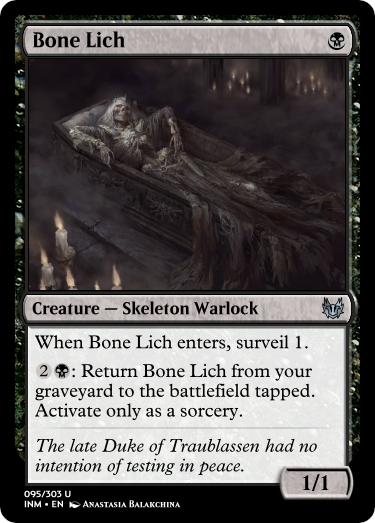 Bone Lich
Creature — Skeleton Warlock
When Bone Lich enters, surveil 1.
2 : Return Bone Lich from your
graveyard to the battlefield tapped.
Activate only as a sorcery.
The late Duke of Traublassen had no
intention of testing in peace.
1/1
095/303 U
INM • EN Anastasia Balakchina